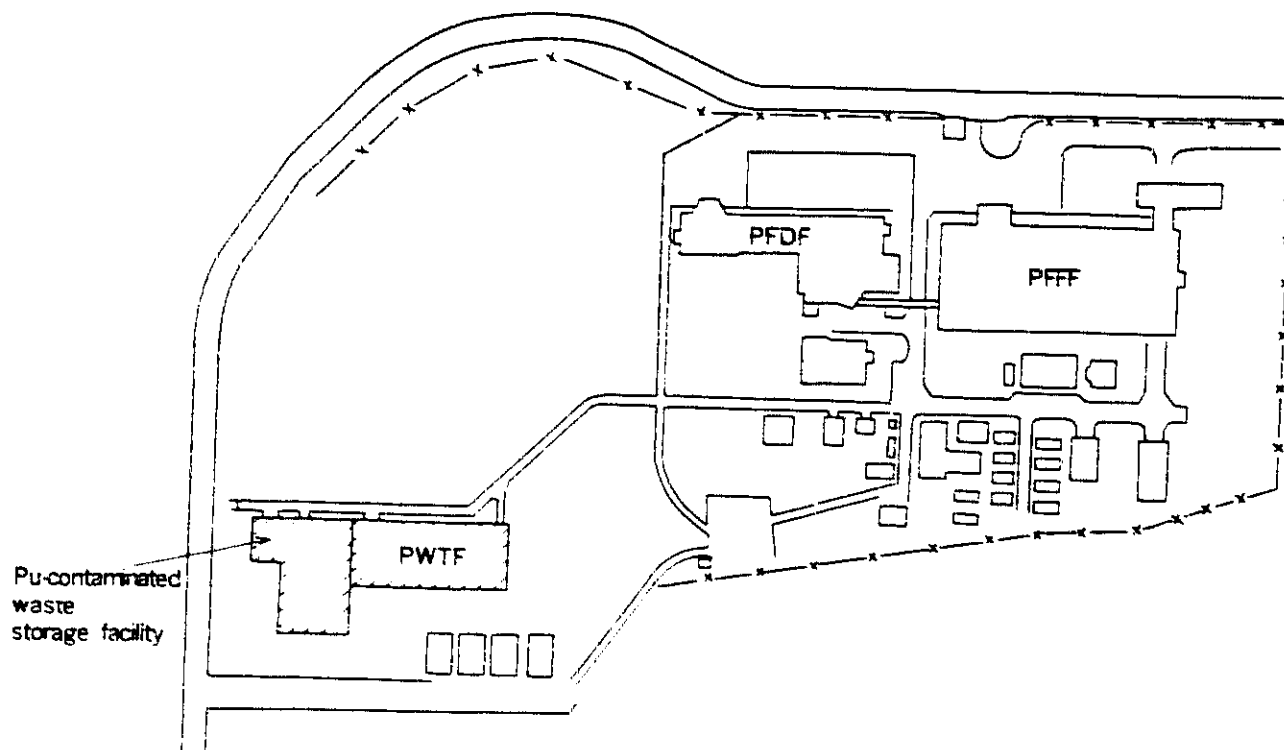 PFDF
PFFF
PWTF
Pu-contaminated
waste
storage facility